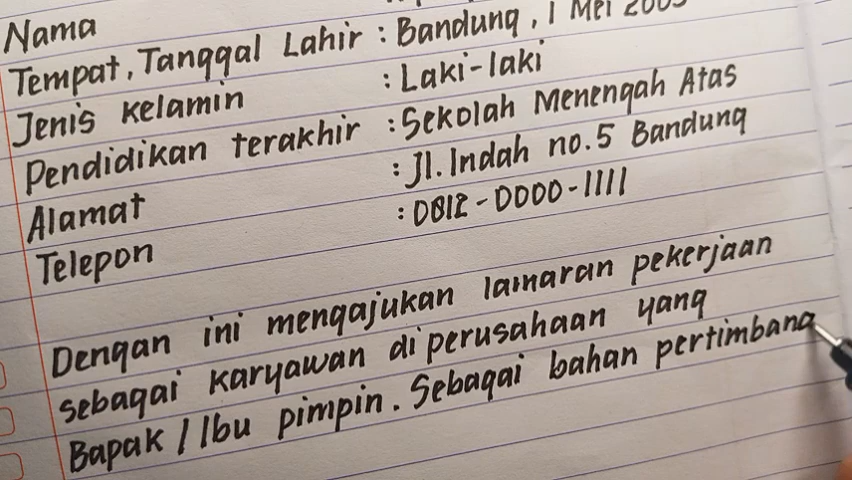 Nama
Tempat, Tanggal Lahir : Bandung, 1 Mei
Jenis Kelamin : Laki-laki
Pendidikan terakhir : Sekolah Menengah Atas
Alamat : Jl. Indah no. 5 Bandung
Telepon : 0812-0000-1111
Dengan ini mengajukan lamaran pekerjaan
sebagai karyawan di perusahaan yang
Bapak / Ibu pimpin. Sebagai bahan pertimbang